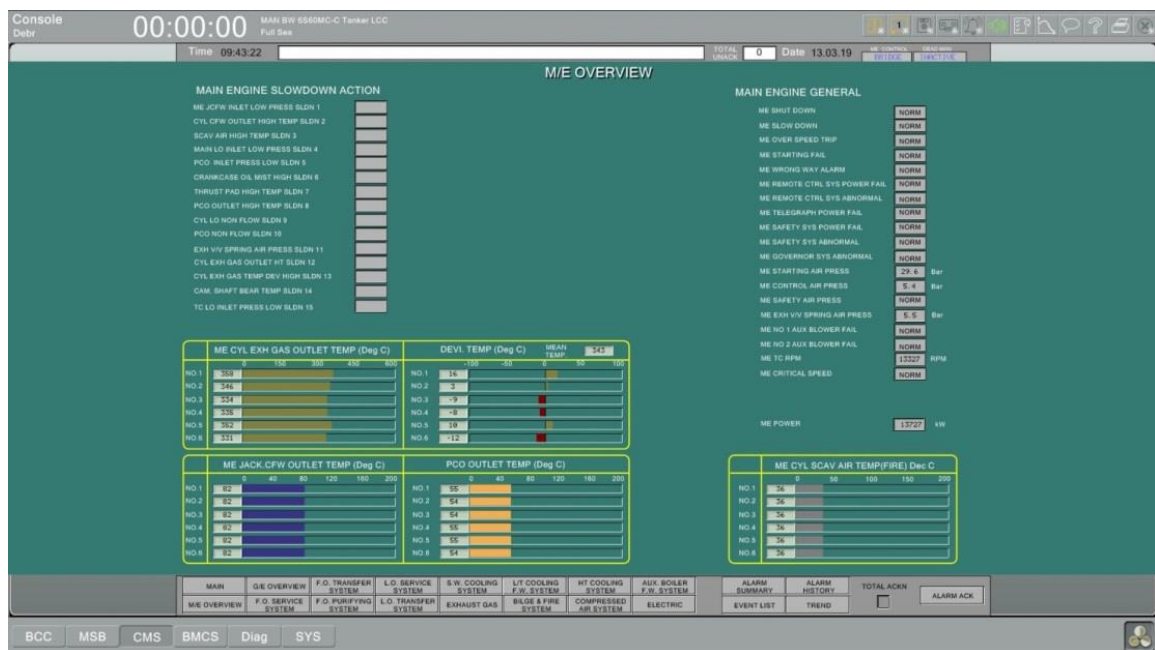 Console
Debr
00:00:00
MAN BW 6S60MC-C Tanker LCC
Full Sea
1
Time 09:43:22
TOTAL UNACK 0
Date 13.03.19
ME CONTROL
BRIDGE
DEAD MAN
INACTIVE
M/E OVERVIEW
MAIN ENGINE SLOWDOWN ACTION
ME JCFW INLET LOW PRESS SLDN 1
CYL CFW OUTLET HIGH TEMP SLDN 2
SCAV AIR HIGH TEMP SLDN 3
MAIN LO INLET LOW PRESS SLDN 4
PCO INLET PRESS LOW SLDN 5
CRANKCASE OIL MIST HIGH SLDN 6
THRUST PAD HIGH TEMP SLDN 7
PCO OUTLET HIGH TEMP SLDN 8
CYL LO NON FLOW SLDN 9
PCO NON FLOW SLDN 10
EXH V/V SPRING AIR PRESS SLDN 11
CYL EXH GAS OUTLET HT SLDN 12
CYL EXH GAS TEMP DEV HIGH SLDN 13
CAM. SHAFT BEAR TEMP SLDN 14
TC LO INLET PRESS LOW SLDN 15
MAIN ENGINE GENERAL
ME SHUT DOWN NORM
ME SLOW DOWN NORM
ME OVER SPEED TRIP NORM
ME STARTING FAIL NORM
ME WRONG WAY ALARM NORM
ME REMOTE CTRL SYS POWER FAIL NORM
ME REMOTE CTRL SYS ABNORMAL NORM
ME TELEGRAPH POWER FAIL NORM
ME SAFETY SYS POWER FAIL NORM
ME SAFETY SYS ABNORMAL NORM
ME GOVERNOR SYS ABNORMAL NORM
ME STARTING AIR PRESS 29.6 Bar
ME CONTROL AIR PRESS 5.4 Bar
ME SAFETY AIR PRESS NORM
ME EXH V/V SPRING AIR PRESS 5.5 Bar
ME NO 1 AUX BLOWER FAIL NORM
ME NO 2 AUX BLOWER FAIL NORM
ME TC RPM 13327 RPM
ME CRITICAL SPEED NORM
ME POWER 13727 kW
ME CYL EXH GAS OUTLET TEMP (Deg C)
0 150 300 450 600
NO.1 358
NO.2 346
NO.3 334
NO.4 335
NO.5 352
NO.6 331
DEVI. TEMP (Deg C) MEAN TEMP. 343
-100 -50 0 50 100
NO.1 16
NO.2 3
NO.3 -9
NO.4 -8
NO.5 10
NO.6 -12
ME JACK.CFW OUTLET TEMP (Deg C)
0 40 80 120 160 200
NO.1 82
NO.2 82
NO.3 82
NO.4 82
NO.5 82
NO.6 82
PCO OUTLET TEMP (Deg C)
0 40 80 120 160 200
NO.1 55
NO.2 54
NO.3 54
NO.4 55
NO.5 55
NO.6 54
ME CYL SCAV AIR TEMP(FIRE) Dec C
0 50 100 150 200
NO.1 36
NO.2 36
NO.3 36
NO.4 36
NO.5 36
NO.6 36
MAIN
G/E OVERVIEW
F.O. TRANSFER SYSTEM
L.O. SERVICE SYSTEM
S.W. COOLING SYSTEM
L/T COOLING F.W. SYSTEM
HT COOLING SYSTEM
AUX. BOILER F.W. SYSTEM
ALARM SUMMARY
ALARM HISTORY
TOTAL ACKN
ALARM ACK
M/E OVERVIEW
F.O. SERVICE SYSTEM
F.O. PURIFYING SYSTEM
L.O. TRANSFER SYSTEM
EXHAUST GAS
BILGE & FIRE SYSTEM
COMPRESSED AIR SYSTEM
ELECTRIC
EVENT LIST
TREND
BCC MSB CMS BMCS Diag SYS